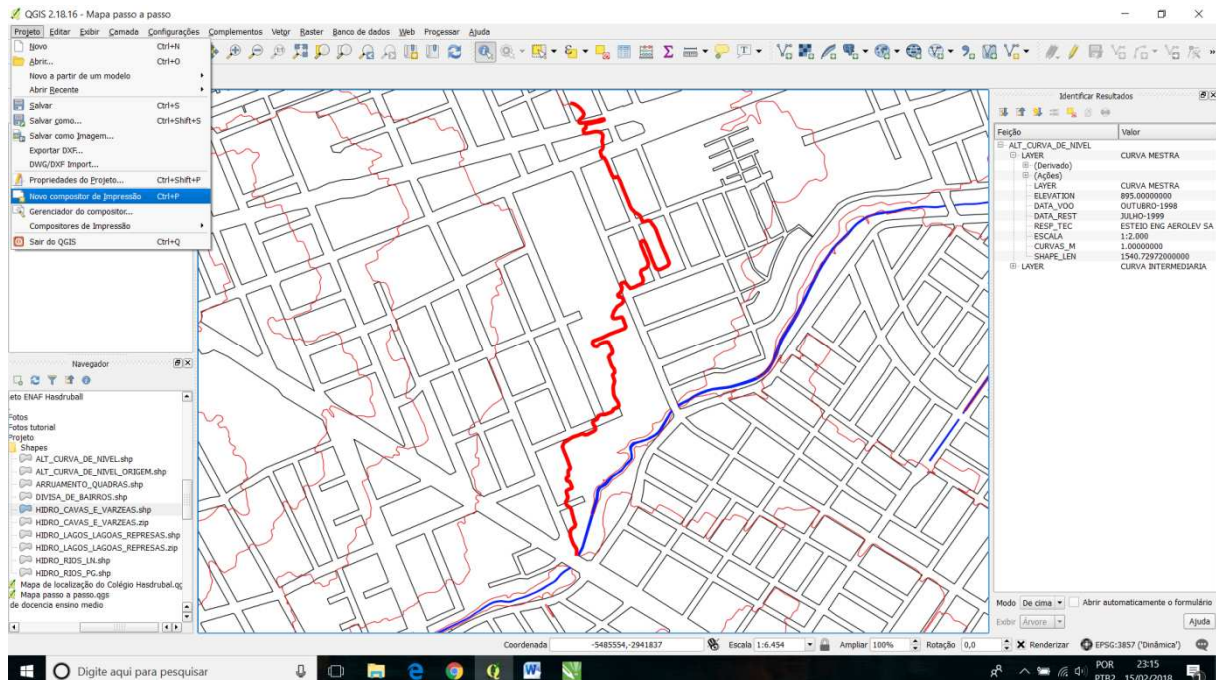 QGIS 2.18.16 - Mapa passo a passo
Projeto Editar Exibir Camada Configurações Complementos Vetor Raster Banco de dados Web Processar Ajuda
Novo Ctrl+N
Abrir... Ctrl+O
Novo a partir de um modelo
Abrir Recente
Salvar Ctrl+S
Salvar como... Ctrl+Shift+S
Salvar como Imagem...
Exportar DXF...
DWG/DXF Import...
Propriedades do Projeto... Ctrl+Shift+P
Novo compositor de Impressão Ctrl+P
Gerenciador do compositor...
Compositores de Impressão
Sair do QGIS Ctrl+Q
Navegador
eto ENAF Hasdruball
Fotos
Fotos tutorial
Projeto
Shapes
ALT_CURVA_DE_NIVEL.shp
ALT_CURVA_DE_NIVEL_ORIGEM.shp
ARRUAMENTO_QUADRAS.shp
DIVISA_DE_BAIRROS.shp
HIDRO_CAVAS_E_VARZEAS.shp
HIDRO_CAVAS_E_VARZEAS.zip
HIDRO_LAGOS_LAGOAS_REPRESAS.shp
HIDRO_LAGOS_LAGOAS_REPRESAS.zip
HIDRO_RIOS_LN.shp
HIDRO_RIOS_PG.shp
Mapa de localização do Colégio Hasdrubal.qg
Mapa passo a passo.qgs
de docencia ensino medio
Identificar Resultados
Feição Valor
ALT_CURVA_DE_NIVEL
LAYER CURVA MESTRA
(Derivado)
(Ações)
LAYER CURVA MESTRA
ELEVATION 895.00000000
DATA_VOO OUTUBRO-1998
DATA_REST JULHO-1999
RESP_TEC ESTEIO ENG AEROLEV SA
ESCALA 1:2.000
CURVAS_M 1.00000000
SHAPE_LEN 1540.72972000000
LAYER CURVA INTERMEDIARIA
Modo De cima Abrir automaticamente o formulário
Exibir Árvore Ajuda
Coordenada -5485554,-2941837 Escala 1:6.454 Ampliar 100% Rotação 0,0 Renderizar EPSG:3857 ('Dinâmica')
Digite aqui para pesquisar
POR 23:15
PTB2 15/02/2018